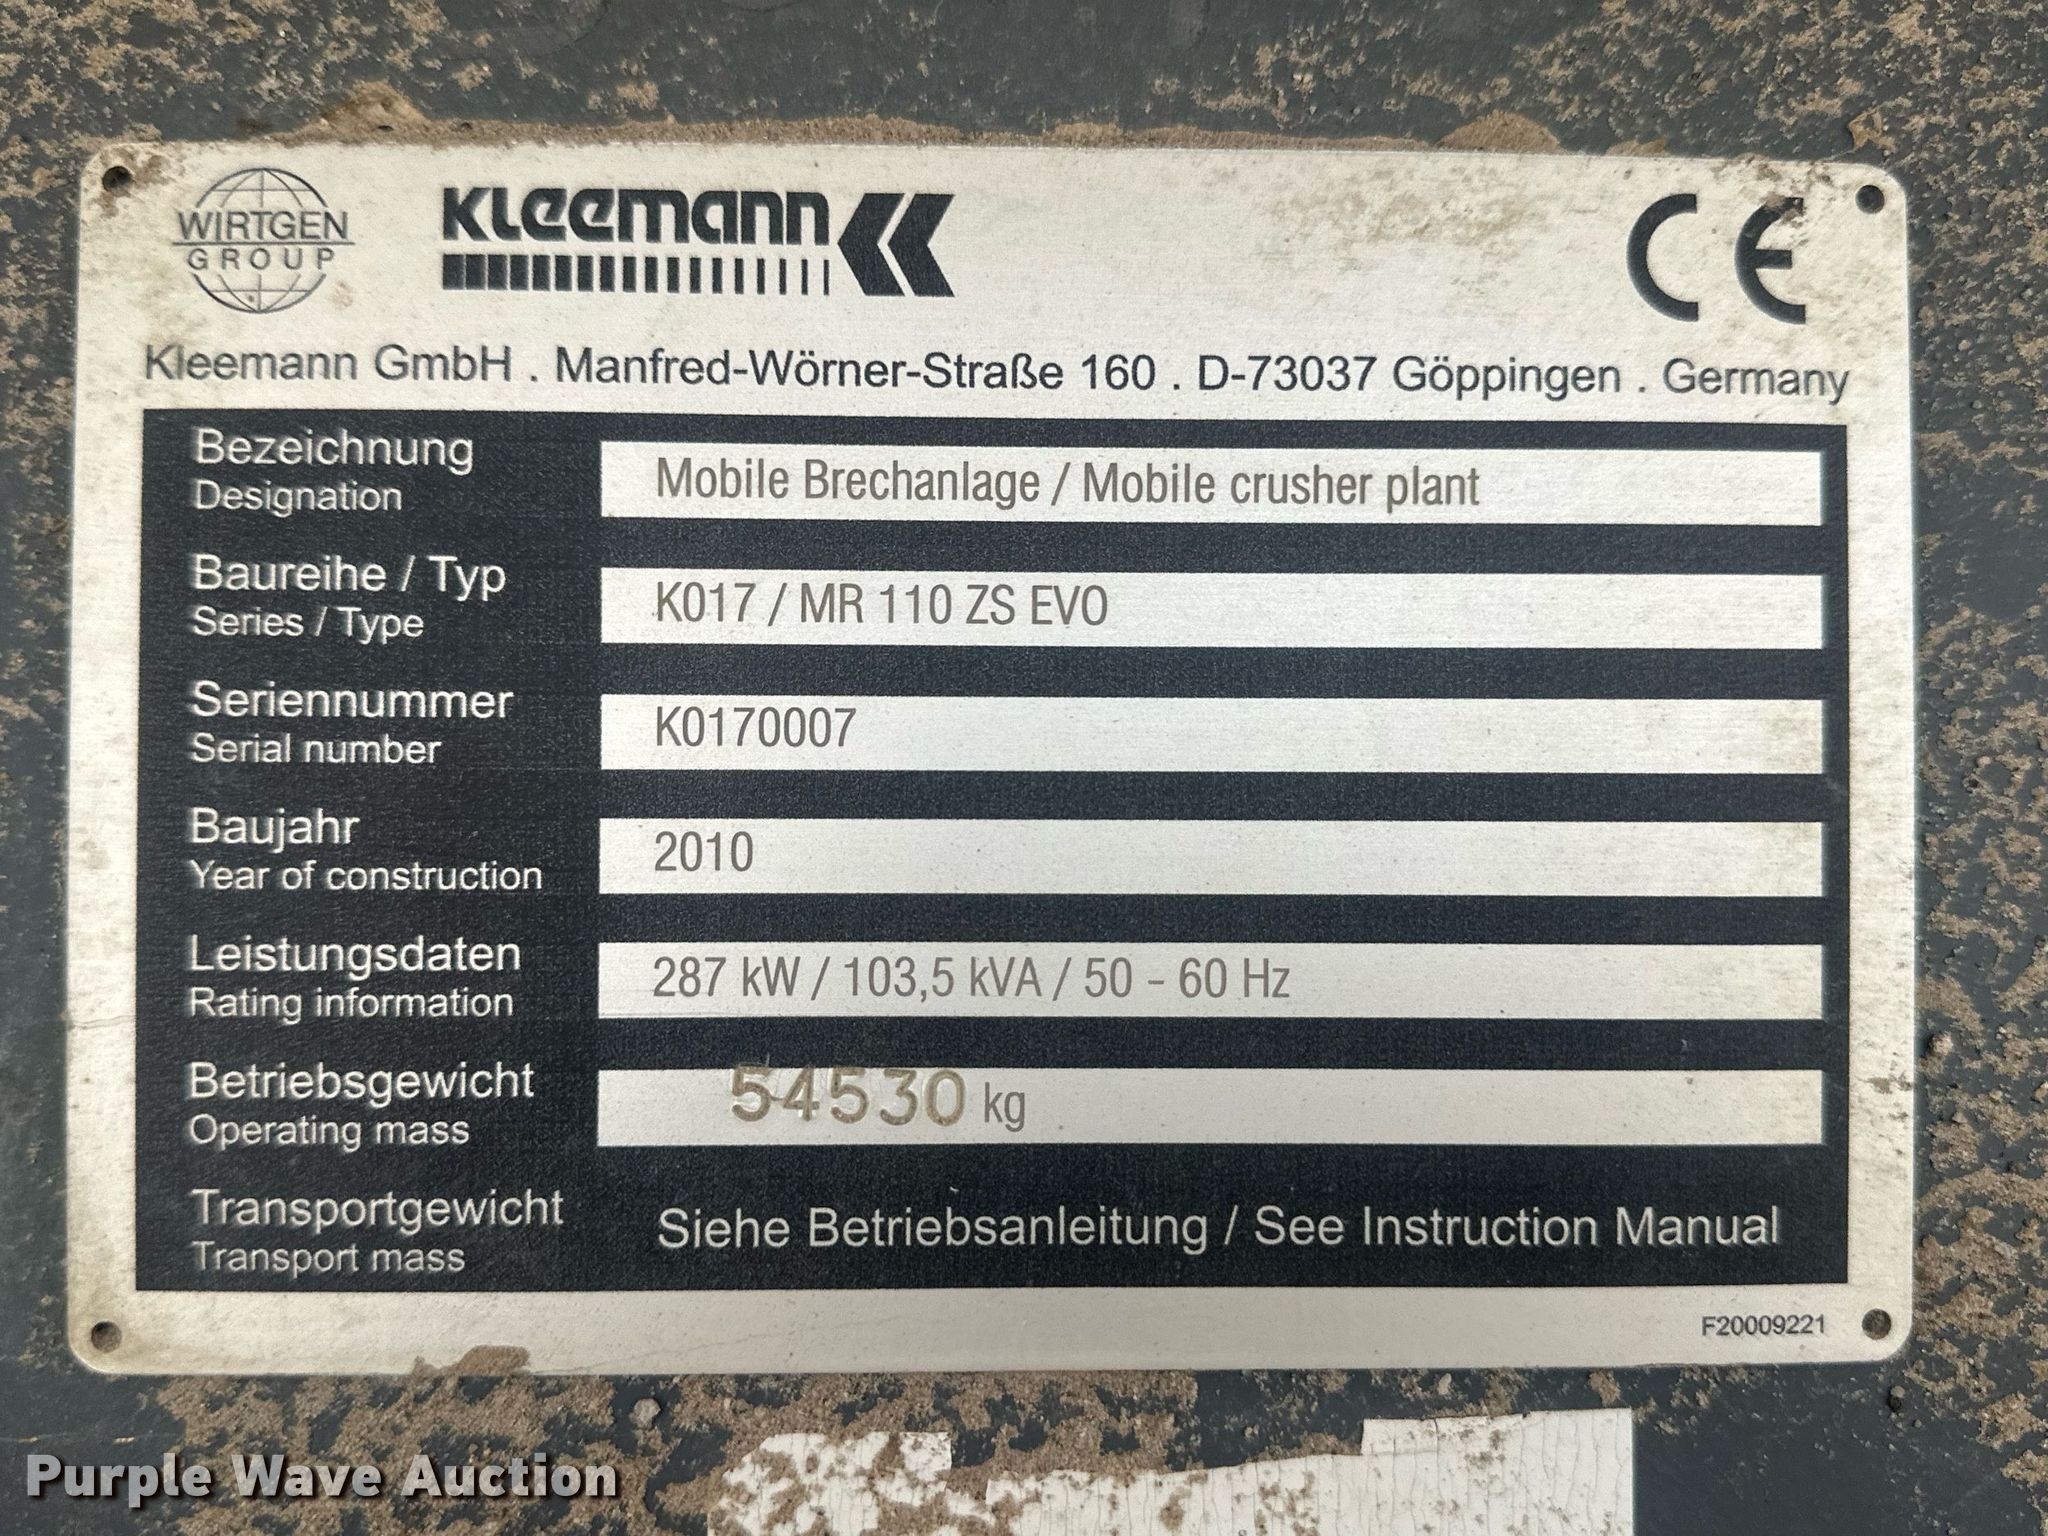 WIRTGEN
GROUP
Kleemann
CE
Kleemann GmbH . Manfred-Wörner-Straße 160 . D-73037 Göppingen . Germany
Bezeichnung
Designation
Mobile Brechanlage / Mobile crusher plant
Baureihe / Typ
Series / Type
K017 / MR 110 ZS EVO
Seriennummer
Serial number
K0170007
Baujahr
Year of construction
2010
Leistungsdaten
Rating information
287 kW / 103,5 kVA / 50 - 60 Hz
Betriebsgewicht
Operating mass
54530 kg
Transportgewicht
Transport mass
Siehe Betriebsanleitung / See Instruction Manual
F20009221
Purple Wave Auction